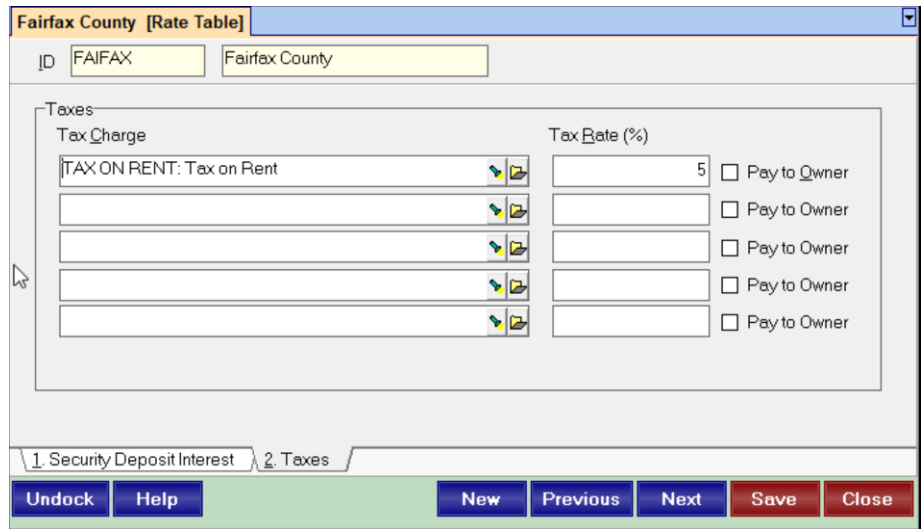 Fairfax County [Rate Table]
ID FAIFAX Fairfax County
Taxes
Tax Charge Tax Rate (%)
TAX ON RENT: Tax on Rent 5 Pay to Owner
Pay to Owner
Pay to Owner
Pay to Owner
Pay to Owner
1. Security Deposit Interest 2. Taxes
Undock Help New Previous Next Save Close